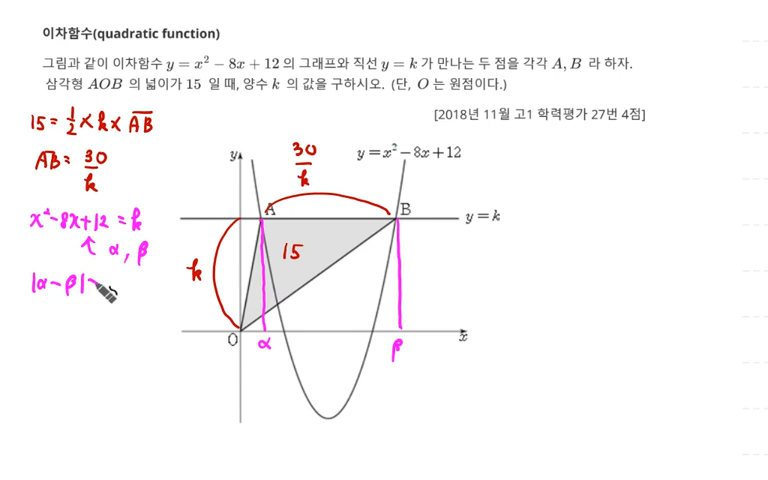 이차함수(quadratic function)
그림과 같이 이차함수 y = x² − 8x + 12 의 그래프와 직선 y = k 가 만나는 두 점을 각각 A, B 라 하자.
삼각형 AOB 의 넓이가 15 일 때, 양수 k 의 값을 구하시오. (단, O 는 원점이다.)
[2018년 11월 고1 학력평가 27번 4점]
15 = 1/2 × k × AB̅
AB̅ = 30/k
x² − 8x + 12 = k
↖ α, β
|α − β| =
y
30/k
y = x² − 8x + 12
A
B
y = k
k
15
O
α
β
x